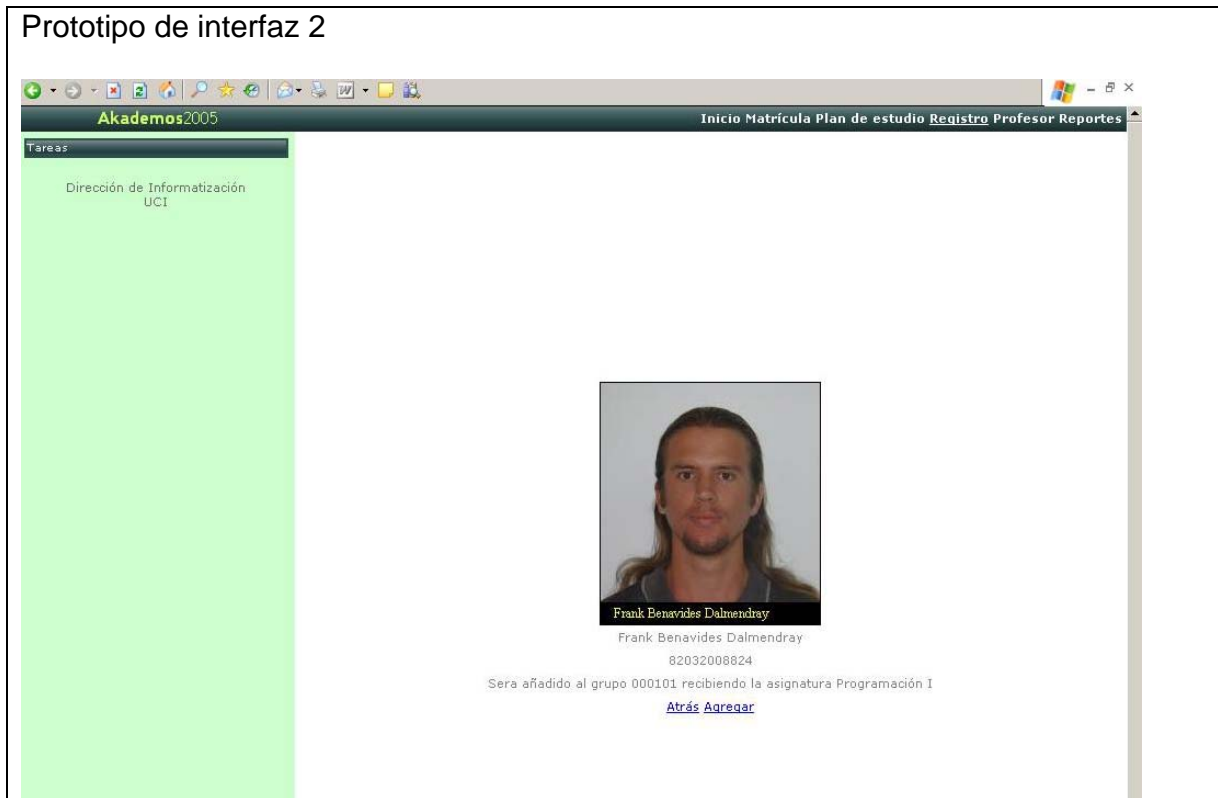 Prototipo de interfaz 2
Akademos2005
Inicio Matrícula Plan de estudio Registro Profesor Reportes
Tareas
Dirección de Informatización
UCI
Frank Benavides Dalmendray
Frank Benavides Dalmendray
82032008824
Sera añadido al grupo 000101 recibiendo la asignatura Programación I
Atrás Agregar